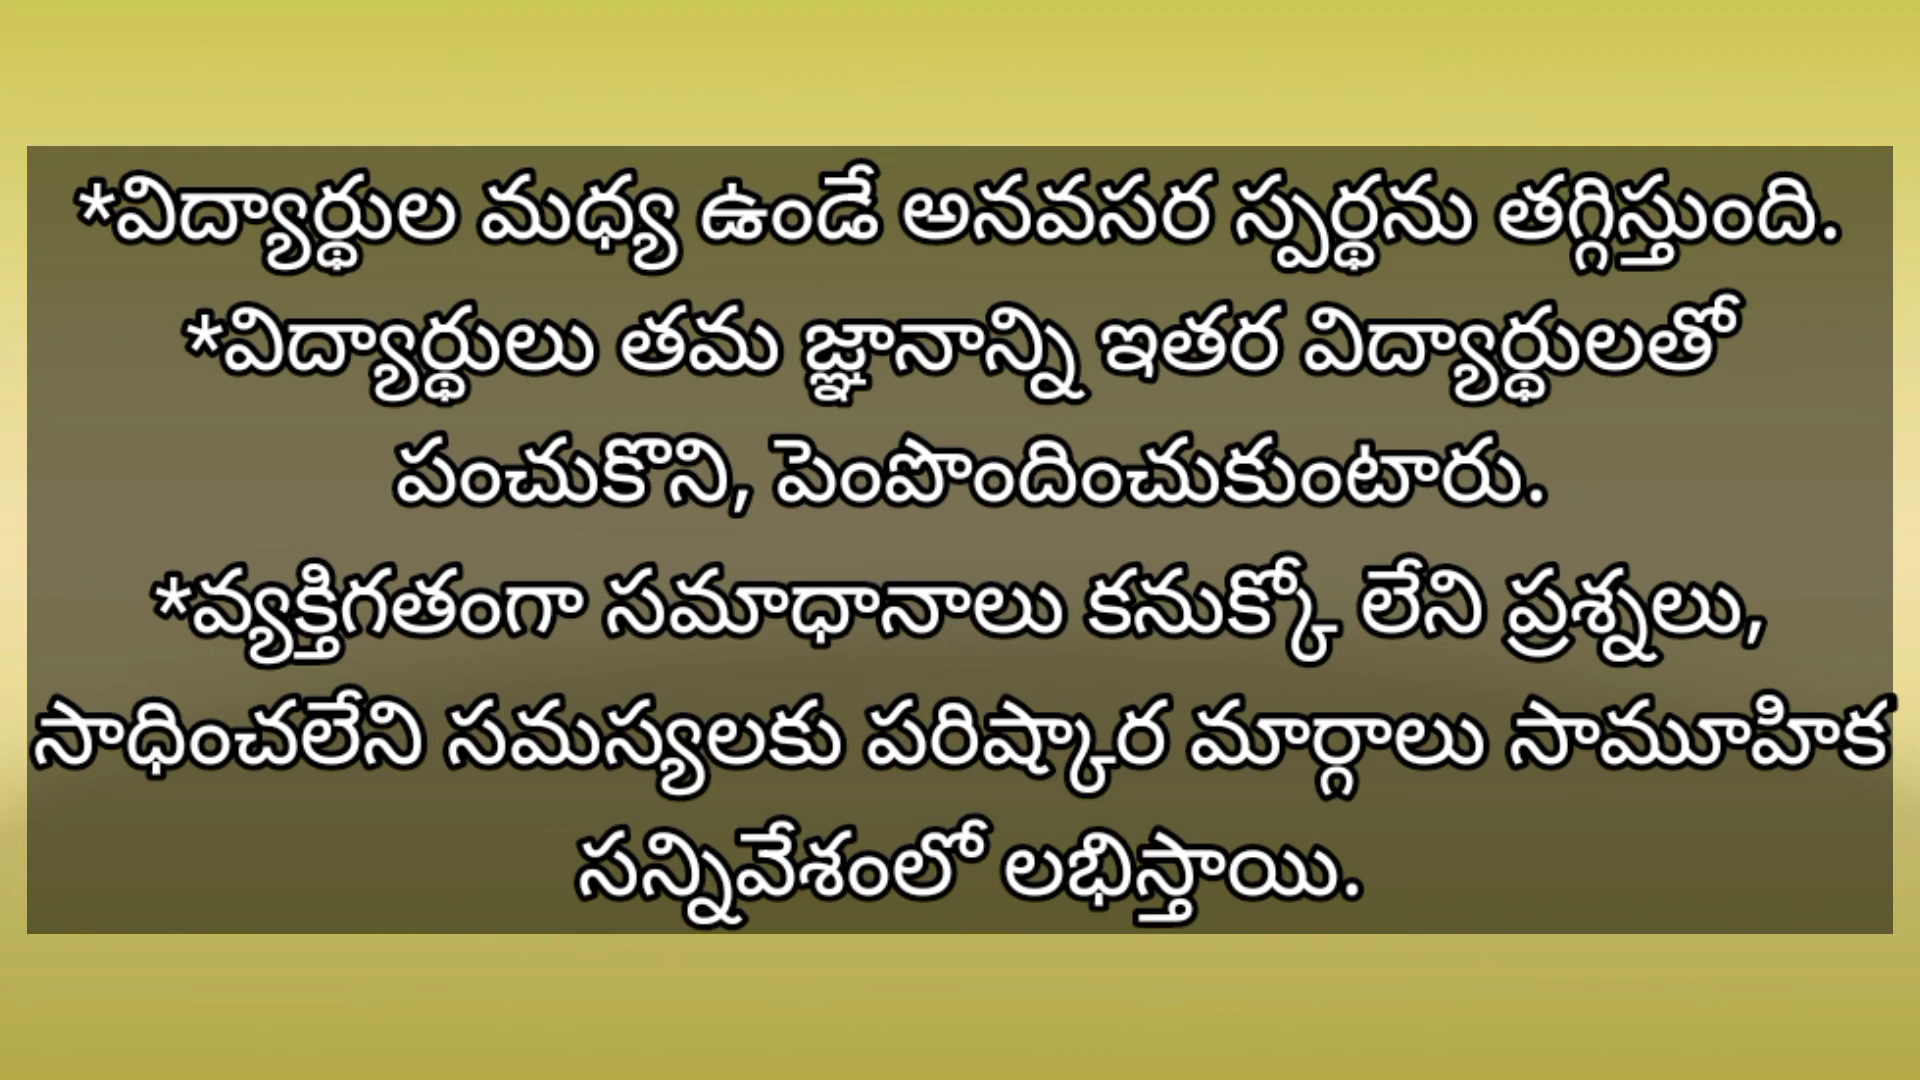 *విద్యార్థుల మధ్య ఉండే అనవసర స్పర్థను తగ్గిస్తుంది.
*విద్యార్థులు తమ జ్ఞానాన్ని ఇతర విద్యార్థులతో
పంచుకొని, పెంపొందించుకుంటారు.
*వ్యక్తిగతంగా సమాధానాలు కనుక్కో లేని ప్రశ్నలు,
సాధించలేని సమస్యలకు పరిష్కార మార్గాలు సామూహిక
సన్నివేశంలో లభిస్తాయి.